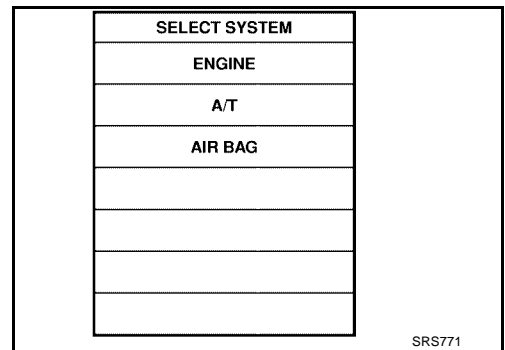 SELECT SYSTEM
ENGINE
A/T
AIR BAG
SRS771